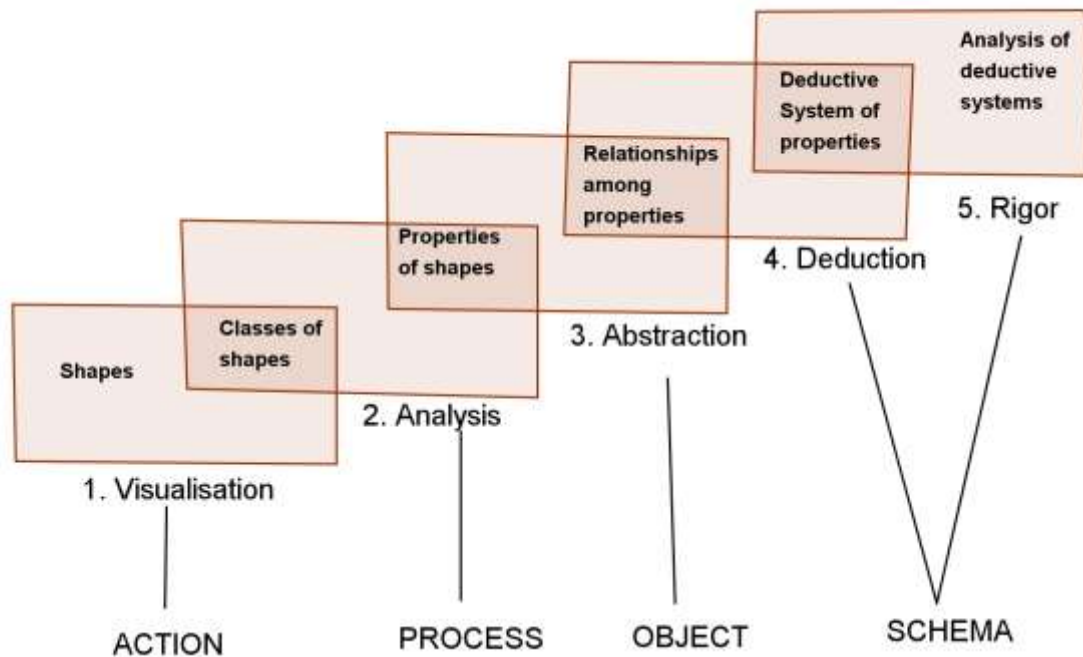 Shapes
Classes of
shapes
1. Visualisation
Properties
of shapes
2. Analysis
Relationships
among
properties
3. Abstraction
Deductive
System of
properties
4. Deduction
Analysis of
deductive
systems
5. Rigor
ACTION
PROCESS
OBJECT
SCHEMA